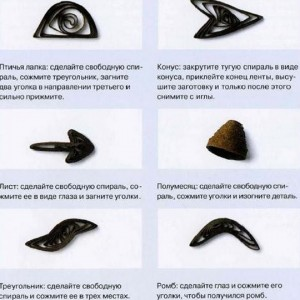 Птичья лапка: сделайте свободную спи-
раль, сожмите треугольник, загните
два уголка в направлении третьего и
сильно прижмите.
Конус: закрутите тугую спираль в виде
конуса, приклейте конец ленты, высу-
шите заготовку и только после этого
снимите с иглы.
Лист: сделайте свободную спираль, со-
жмите ее в виде глаза и загните уголки.
Полумесяц: сделайте свободную спи-
раль, сожмите уголки и изогните деталь.
Треугольник: сделайте свободную
спираль и сожмите ее в трех местах.
Ромб: сделайте глаз и сожмите его
уголки, чтобы получился ромб.